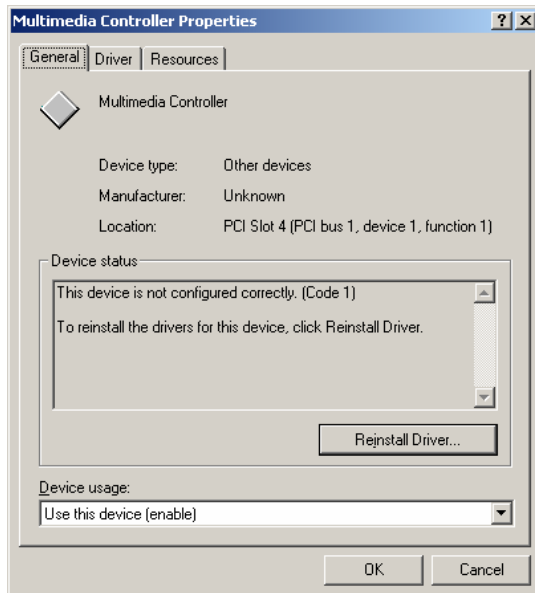 Multimedia Controller Properties
General Driver Resources
Multimedia Controller
Device type: Other devices
Manufacturer: Unknown
Location: PCI Slot 4 (PCI bus 1, device 1, function 1)
Device status
This device is not configured correctly. (Code 1)
To reinstall the drivers for this device, click Reinstall Driver.
Reinstall Driver...
Device usage:
Use this device (enable)
OK Cancel